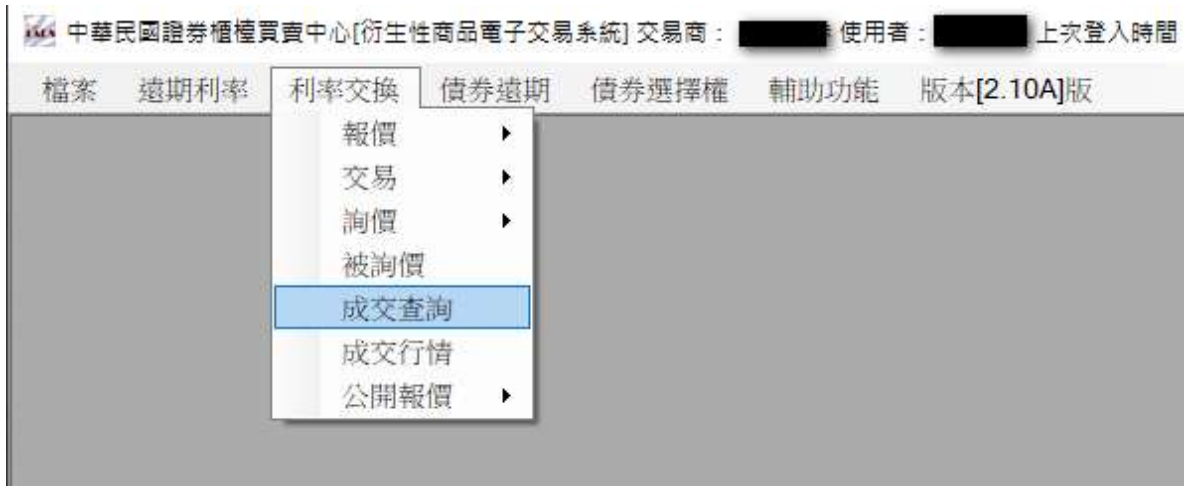 中華民國證券櫃檯買賣中心[衍生性商品電子交易系統] 交易商： 使用者： 上次登入時間
檔案 遠期利率 利率交換 債券遠期 債券選擇權 輔助功能 版本[2.10A]版
報價
交易
詢價
被詢價
成交查詢
成交行情
公開報價